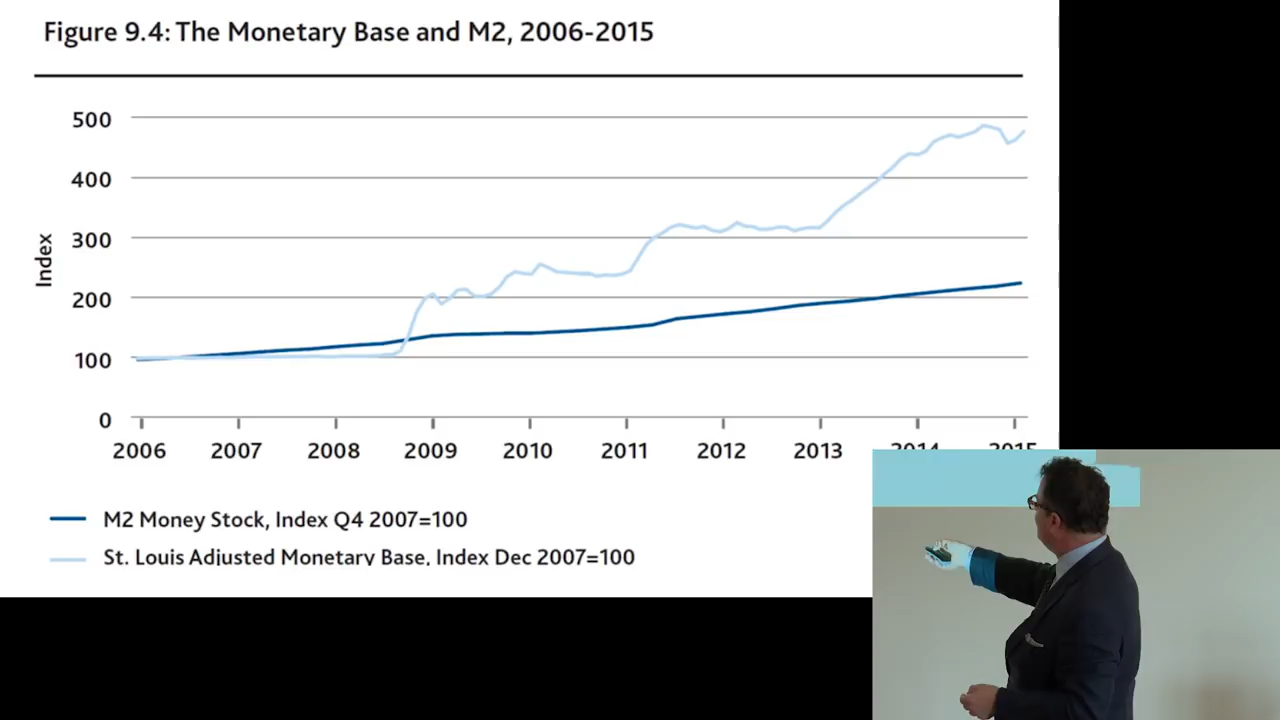 Figure 9.4: The Monetary Base and M2, 2006-2015
500
400
300
200
100
0
Index
2006 2007 2008 2009 2010 2011 2012 2013 2014 2015
M2 Money Stock, Index Q4 2007=100
St. Louis Adjusted Monetary Base, Index Dec 2007=100